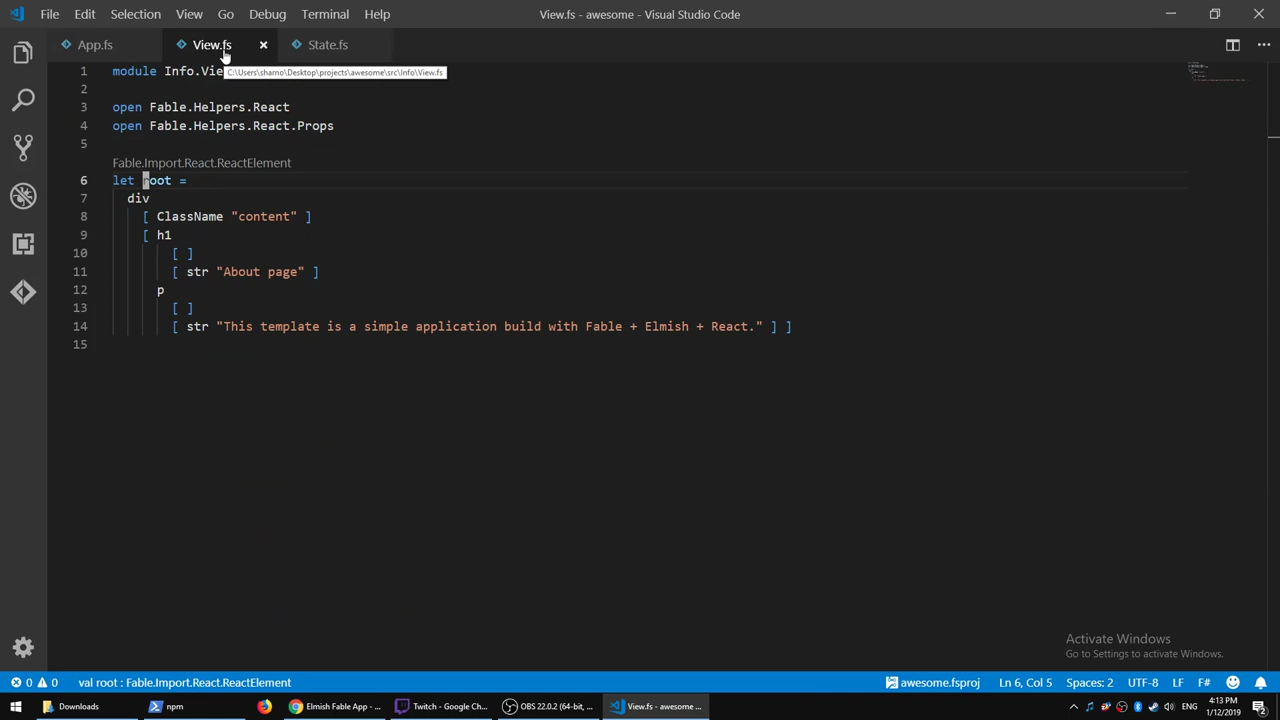 File Edit Selection View Go Debug Terminal Help
View.fs - awesome - Visual Studio Code
App.fs View.fs State.fs
1 module Info.Vie
C:\Users\sharno\Desktop\projects\awesome\src\Info\View.fs
2
3 open Fable.Helpers.React
4 open Fable.Helpers.React.Props
5
Fable.Import.React.ReactElement
6 let root =
7 div
8 [ ClassName "content" ]
9 [ h1
10 [ ]
11 [ str "About page" ]
12 p
13 [ ]
14 [ str "This template is a simple application build with Fable + Elmish + React." ] ]
15
Activate Windows
Go to Settings to activate Windows.
0 0 val root : Fable.Import.React.ReactElement
Ln 6, Col 5 Spaces: 2 UTF-8 LF F# awesome.fsproj
Downloads npm Elmish Fable App - ... Twitch - Google Ch... OBS 22.0.2 (64-bit, ... View.fs - awesome ...
ENG 4:13 PM
1/12/2019
2